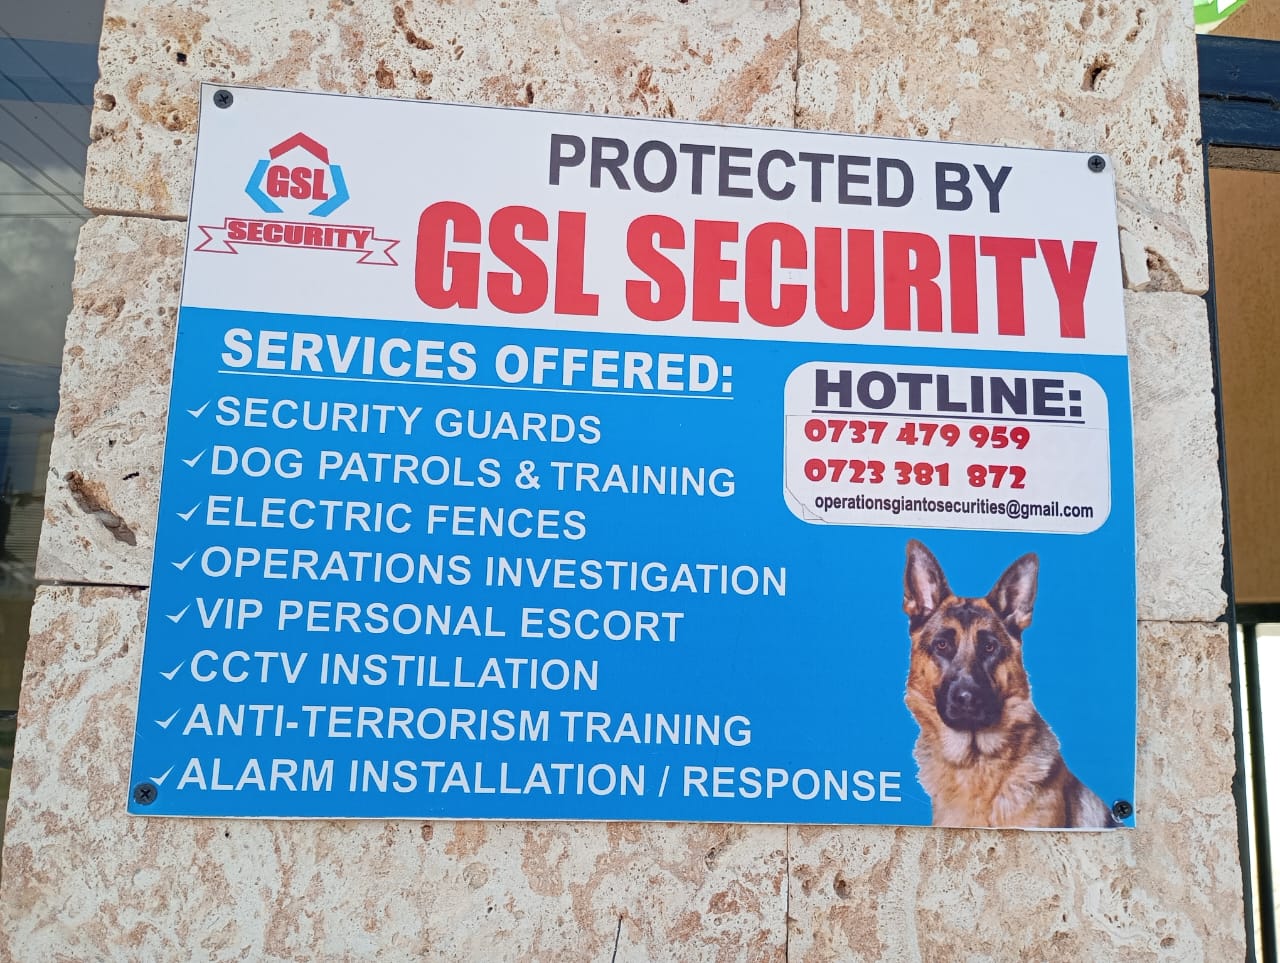 GSL
SECURITY
PROTECTED BY
GSL SECURITY
SERVICES OFFERED:
SECURITY GUARDS
DOG PATROLS & TRAINING
ELECTRIC FENCES
OPERATIONS INVESTIGATION
VIP PERSONAL ESCORT
CCTV INSTILLATION
ANTI-TERRORISM TRAINING
ALARM INSTALLATION / RESPONSE
HOTLINE:
0737 479 959
0723 381 872
operationsgiantosecurities@gmail.com